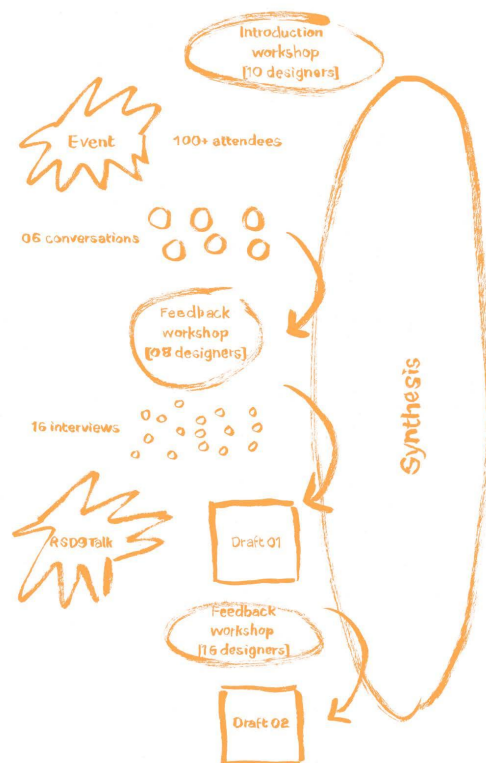 Introduction
workshop
[10 designers]
Event
100+ attendees
06 conversations
Feedback
workshop
[08 designers]
16 interviews
Synthesis
RSD9 Talk
Draft 01
Feedback
workshop
[16 designers]
Draft 02